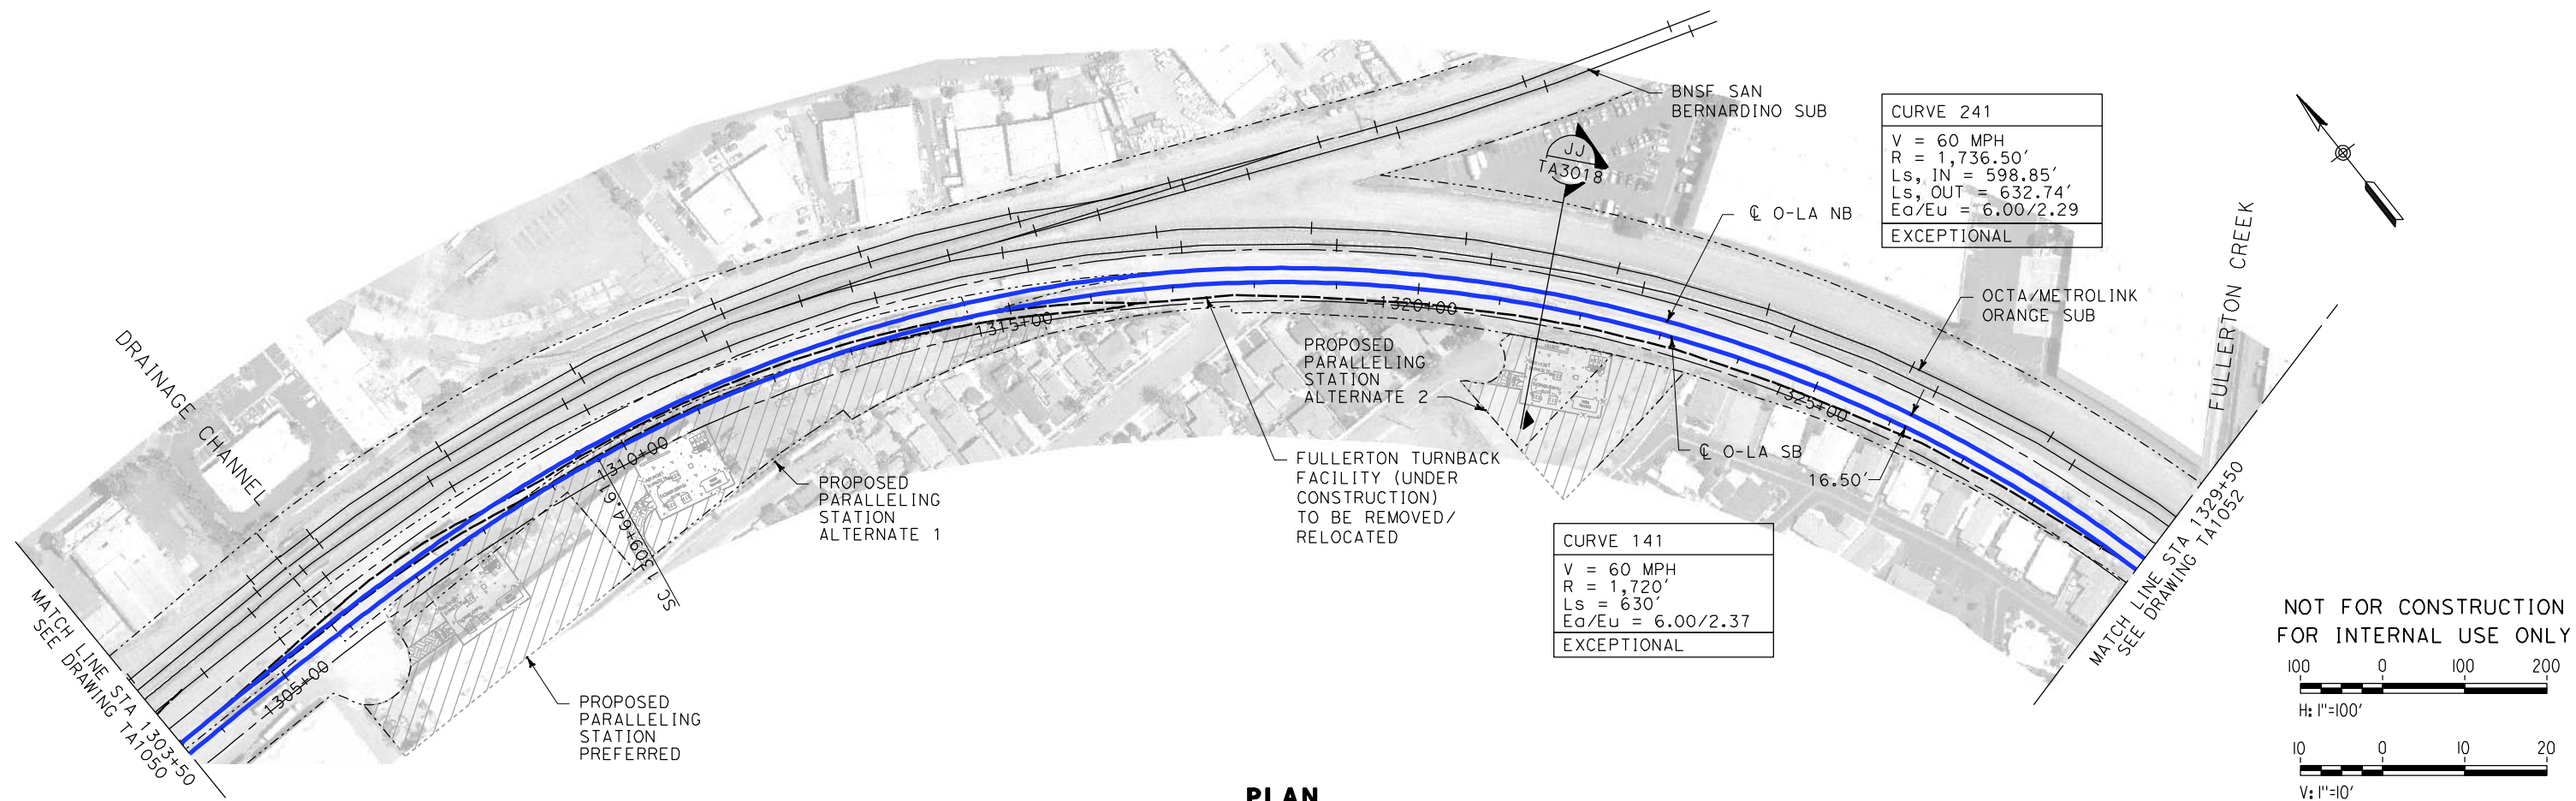 BNSF SAN
BERNARDINO SUB
JJ
TA3018
CURVE 241
V = 60 MPH
R = 1,736.50'
Ls, IN = 598.85'
Ls, OUT = 632.74'
Ea/Eu = 6.00/2.29
EXCEPTIONAL
℄ O-LA NB
OCTA/METROLINK
ORANGE SUB
FULLERTON CREEK
DRAINAGE CHANNEL
1320+00
1315+00
PROPOSED
PARALLELING
STATION
ALTERNATE 2
1325+00
1310+00
℄ O-LA SB
16.50'
FULLERTON TURNBACK
FACILITY (UNDER
CONSTRUCTION)
TO BE REMOVED/
RELOCATED
PROPOSED
PARALLELING
STATION
ALTERNATE 1
1309+64.61
SC
CURVE 141
V = 60 MPH
R = 1,720'
Ls = 630'
Ea/Eu = 6.00/2.37
EXCEPTIONAL
MATCH LINE STA 1329+50
SEE DRAWING TA1052
MATCH LINE STA 1303+50
SEE DRAWING TA1050
1305+00
PROPOSED
PARALLELING
STATION
PREFERRED
NOT FOR CONSTRUCTION
FOR INTERNAL USE ONLY
100 0 100 200
H: 1"=100'
10 0 10 20
V: 1"=10'
PLAN